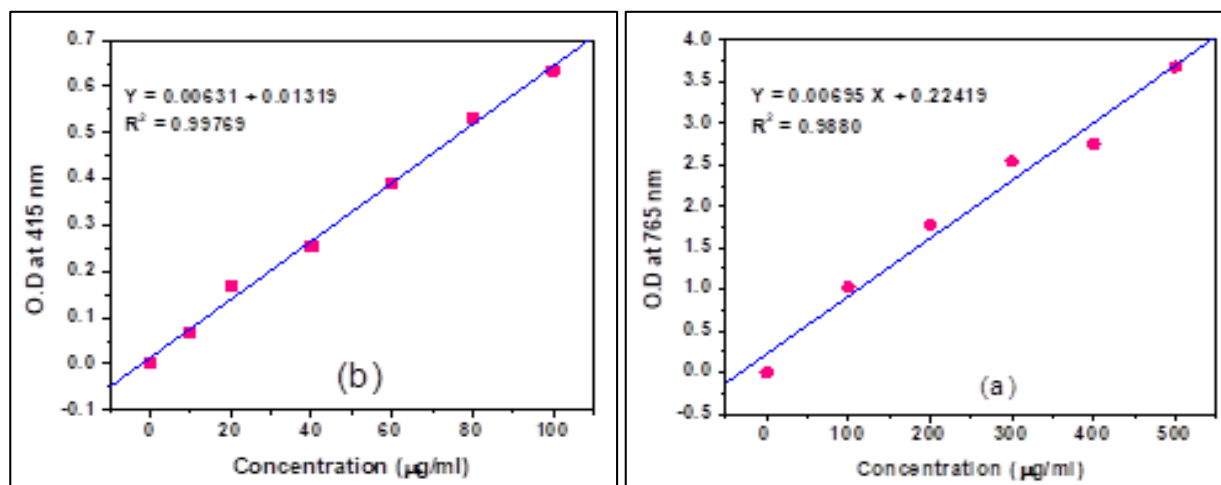 0.7
0.6
0.5
0.4
0.3
0.2
0.1
0.0
-0.1
O.D at 415 nm
Y = 0.00631 + 0.01319
R² = 0.99769
(b)
0 20 40 60 80 100
Concentration (μg/ml)
4.0
3.5
3.0
2.5
2.0
1.5
1.0
0.5
0.0
-0.5
O.D at 765 nm
Y = 0.00695 X + 0.22419
R² = 0.9880
(a)
0 100 200 300 400 500
Concentration (μg/ml)